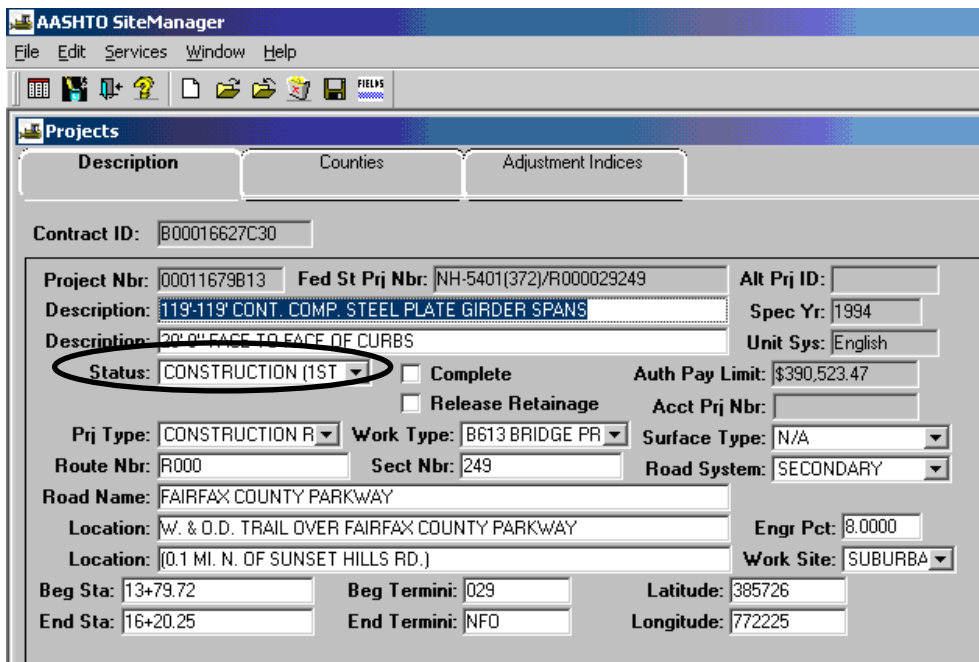 AASHTO SiteManager
File Edit Services Window Help
FIELDS
Projects
Description Counties Adjustment Indices
Contract ID: B00016627C30
Project Nbr: 00011679B13 Fed St Prj Nbr: NH-5401(372)/R000029249 Alt Prj ID:
Description: 119'-119' CONT. COMP. STEEL PLATE GIRDER SPANS Spec Yr: 1994
Description: 20' 0" FACE TO FACE OF CURBS Unit Sys: English
Status: CONSTRUCTION (1ST Complete Auth Pay Limit: $390,523.47
Release Retainage Acct Prj Nbr:
Prj Type: CONSTRUCTION R Work Type: B613 BRIDGE PR Surface Type: N/A
Route Nbr: R000 Sect Nbr: 249 Road System: SECONDARY
Road Name: FAIRFAX COUNTY PARKWAY
Location: W. & O.D. TRAIL OVER FAIRFAX COUNTY PARKWAY Engr Pct: 8.0000
Location: (0.1 MI. N. OF SUNSET HILLS RD.) Work Site: SUBURBA
Beg Sta: 13+79.72 Beg Termini: 029 Latitude: 385726
End Sta: 16+20.25 End Termini: NFO Longitude: 772225